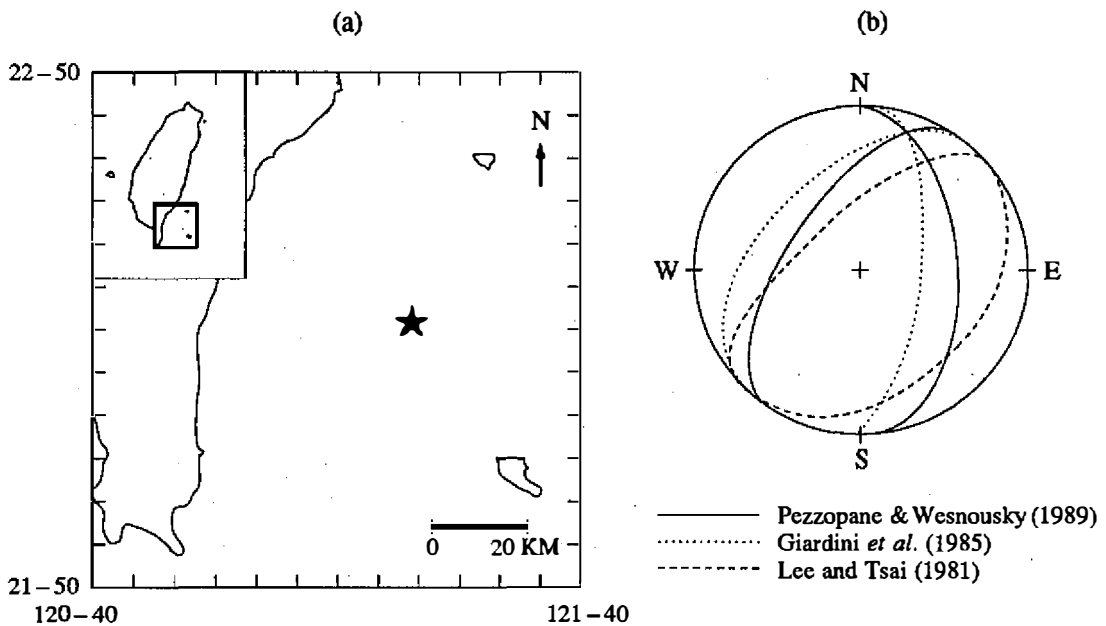 (a)
22–50
N
0 20 KM
21–50
120–40 121–40
(b)
N
W E
S
Pezzopane & Wesnousky (1989)
Giardini et al. (1985)
Lee and Tsai (1981)